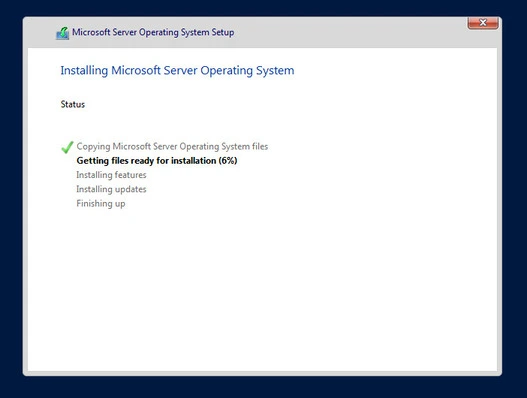 Microsoft Server Operating System Setup
Installing Microsoft Server Operating System
Status
Copying Microsoft Server Operating System files
Getting files ready for installation (6%)
Installing features
Installing updates
Finishing up